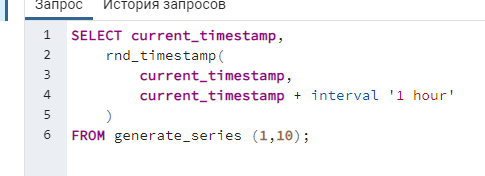 Запрос История запросов
1 SELECT current_timestamp,
2 rnd_timestamp(
3 current_timestamp,
4 current_timestamp + interval '1 hour'
5 )
6 FROM generate_series (1,10);